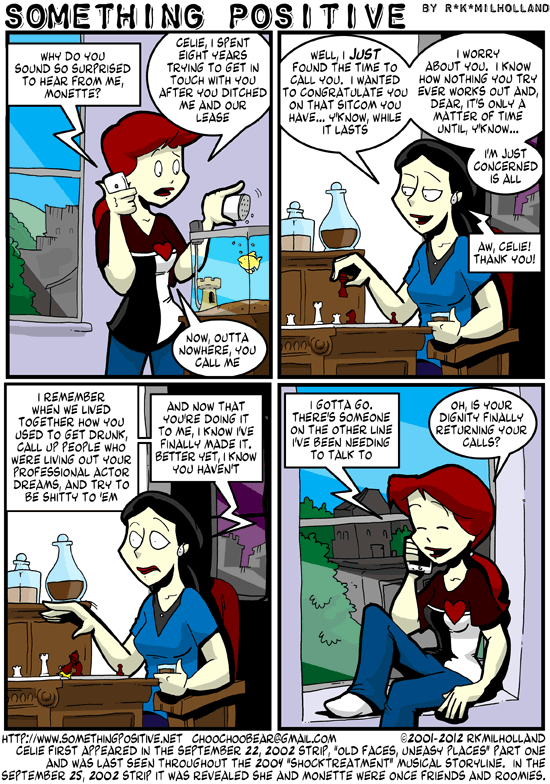 SOMETHING POSITIVE BY R*K*MILHOLLAND
WHY DO YOU
SOUND SO SURPRISED
TO HEAR FROM ME,
MONETTE?
CELIE, I SPENT
EIGHT YEARS
TRYING TO GET IN
TOUCH WITH YOU
AFTER YOU DITCHED
ME AND OUR
LEASE
NOW, OUTTA
NOWHERE, YOU
CALL ME
WELL, I JUST
FOUND THE TIME TO
CALL YOU. I WANTED
TO CONGRATULATE YOU
ON THAT SITCOM YOU
HAVE... Y'KNOW, WHILE
IT LASTS
I WORRY
ABOUT YOU. I KNOW
HOW NOTHING YOU TRY
EVER WORKS OUT AND,
DEAR, IT'S ONLY A
MATTER OF TIME
UNTIL, Y'KNOW...
I'M JUST
CONCERNED
IS ALL
AW, CELIE!
THANK YOU!
I REMEMBER
WHEN WE LIVED
TOGETHER HOW YOU
USED TO GET DRUNK,
CALL UP PEOPLE WHO
WERE LIVING OUT YOUR
PROFESSIONAL ACTOR
DREAMS, AND TRY TO
BE SHITTY TO 'EM
AND NOW THAT
YOU'RE DOING IT
TO ME, I KNOW I'VE
FINALLY MADE IT.
BETTER YET, I KNOW
YOU HAVEN'T
I GOTTA GO.
THERE'S SOMEONE
ON THE OTHER LINE
I'VE BEEN NEEDING
TO TALK TO
OH, IS YOUR
DIGNITY FINALLY
RETURNING YOUR
CALLS?
HTTP://WWW.SOMETHINGPOSITIVE.NET CHOOCHOOBEAR@GMAIL.COM ©2001-2012 RKMILHOLLAND
CELIE FIRST APPEARED IN THE SEPTEMBER 22, 2002 STRIP, "OLD FACES, UNEASY PLACES" PART ONE
AND WAS LAST SEEN THROUGHOUT THE 2009 "SHOCKTREATMENT" MUSICAL STORYLINE. IN THE
SEPTEMBER 25, 2002 STRIP IT WAS REVEALED SHE AND MONETTE WERE ONCE FRIENDS AND ROOMIES.